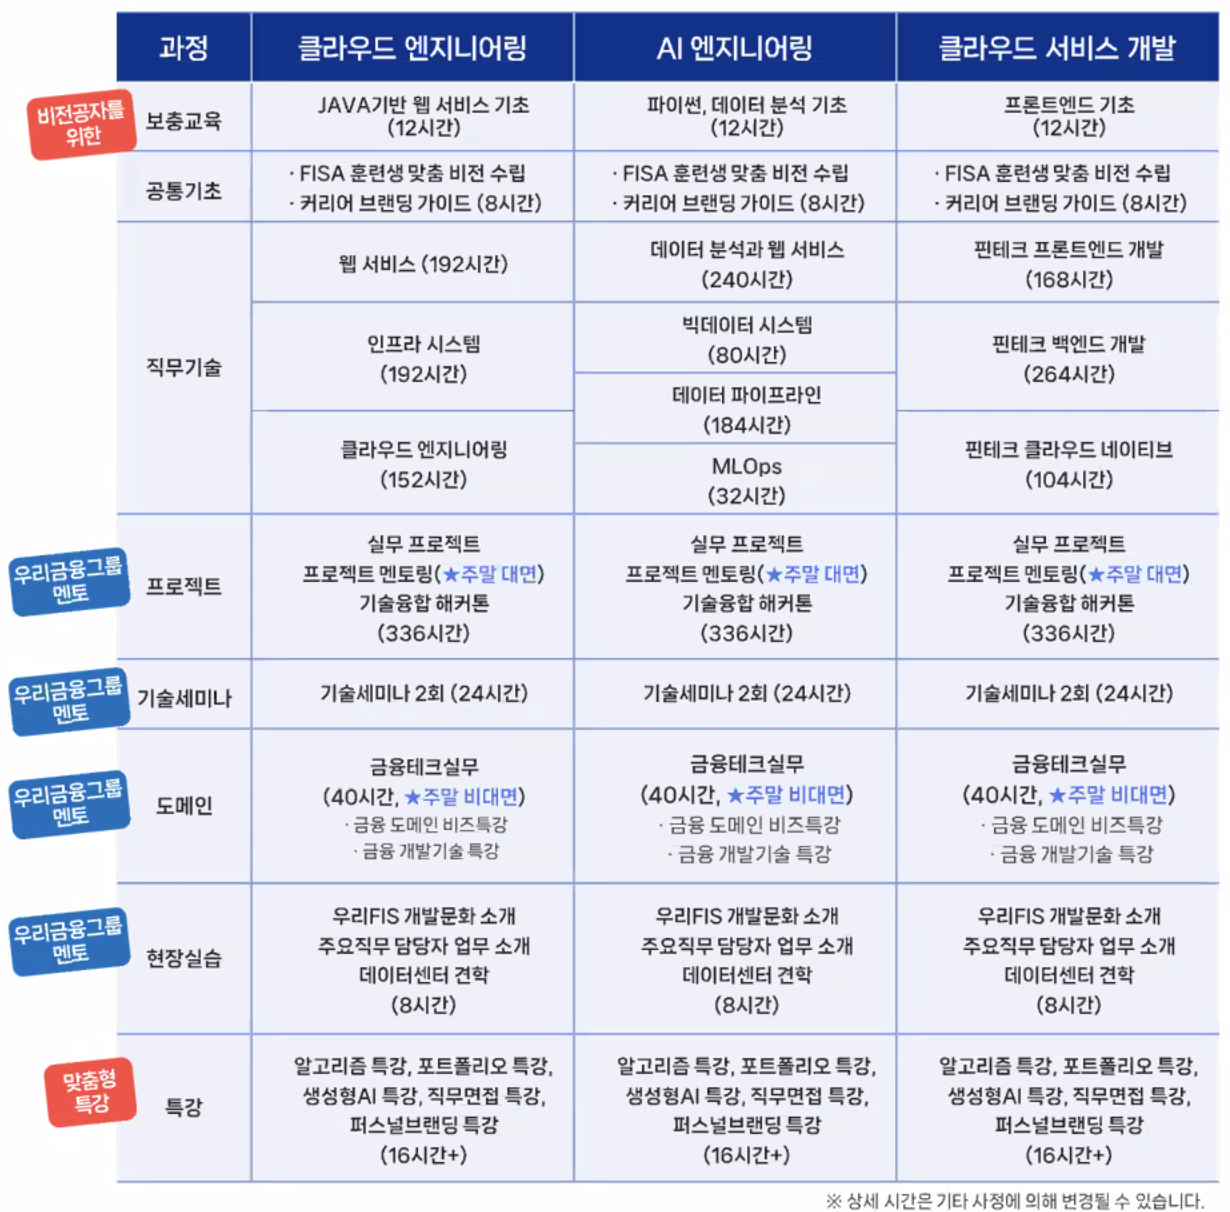 과정
클라우드 엔지니어링
AI 엔지니어링
클라우드 서비스 개발
비전공자를
위한
보충교육
JAVA기반 웹 서비스 기초
(12시간)
파이썬, 데이터 분석 기초
(12시간)
프론트엔드 기초
(12시간)
공통기초
· FISA 훈련생 맞춤 비전 수립
· 커리어 브랜딩 가이드 (8시간)
· FISA 훈련생 맞춤 비전 수립
· 커리어 브랜딩 가이드 (8시간)
· FISA 훈련생 맞춤 비전 수립
· 커리어 브랜딩 가이드 (8시간)
직무기술
웹 서비스 (192시간)
인프라 시스템
(192시간)
클라우드 엔지니어링
(152시간)
데이터 분석과 웹 서비스
(240시간)
빅데이터 시스템
(80시간)
데이터 파이프라인
(184시간)
MLOps
(32시간)
핀테크 프론트엔드 개발
(168시간)
핀테크 백엔드 개발
(264시간)
핀테크 클라우드 네이티브
(104시간)
우리금융그룹
멘토
프로젝트
실무 프로젝트
프로젝트 멘토링(★주말 대면)
기술융합 해커톤
(336시간)
실무 프로젝트
프로젝트 멘토링(★주말 대면)
기술융합 해커톤
(336시간)
실무 프로젝트
프로젝트 멘토링(★주말 대면)
기술융합 해커톤
(336시간)
우리금융그룹
멘토
기술세미나
기술세미나 2회 (24시간)
기술세미나 2회 (24시간)
기술세미나 2회 (24시간)
우리금융그룹
멘토
도메인
금융테크실무
(40시간, ★주말 비대면)
· 금융 도메인 비즈특강
· 금융 개발기술 특강
금융테크실무
(40시간, ★주말 비대면)
· 금융 도메인 비즈특강
· 금융 개발기술 특강
금융테크실무
(40시간, ★주말 비대면)
· 금융 도메인 비즈특강
· 금융 개발기술 특강
우리금융그룹
멘토
현장실습
우리FIS 개발문화 소개
주요직무 담당자 업무 소개
데이터센터 견학
(8시간)
우리FIS 개발문화 소개
주요직무 담당자 업무 소개
데이터센터 견학
(8시간)
우리FIS 개발문화 소개
주요직무 담당자 업무 소개
데이터센터 견학
(8시간)
맞춤형
특강
특강
알고리즘 특강, 포트폴리오 특강,
생성형AI 특강, 직무면접 특강,
퍼스널브랜딩 특강
(16시간+)
알고리즘 특강, 포트폴리오 특강,
생성형AI 특강, 직무면접 특강,
퍼스널브랜딩 특강
(16시간+)
알고리즘 특강, 포트폴리오 특강,
생성형AI 특강, 직무면접 특강,
퍼스널브랜딩 특강
(16시간+)
※ 상세 시간은 기타 사정에 의해 변경될 수 있습니다.